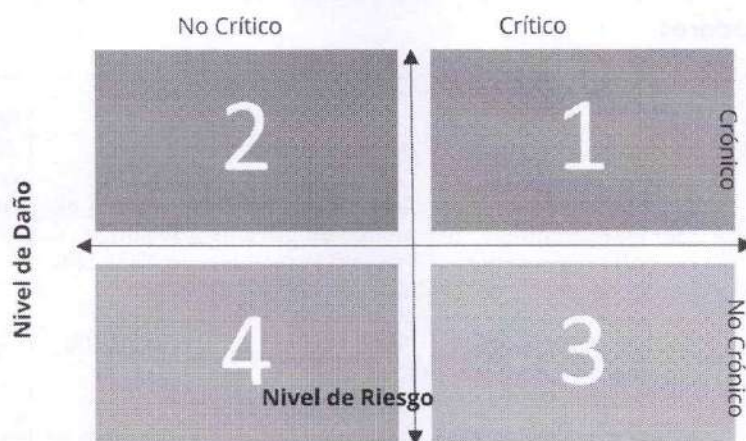 No Crítico
Crítico
2
1
Crónico
Nivel de Daño
4
3
No Crónico
Nivel de Riesgo